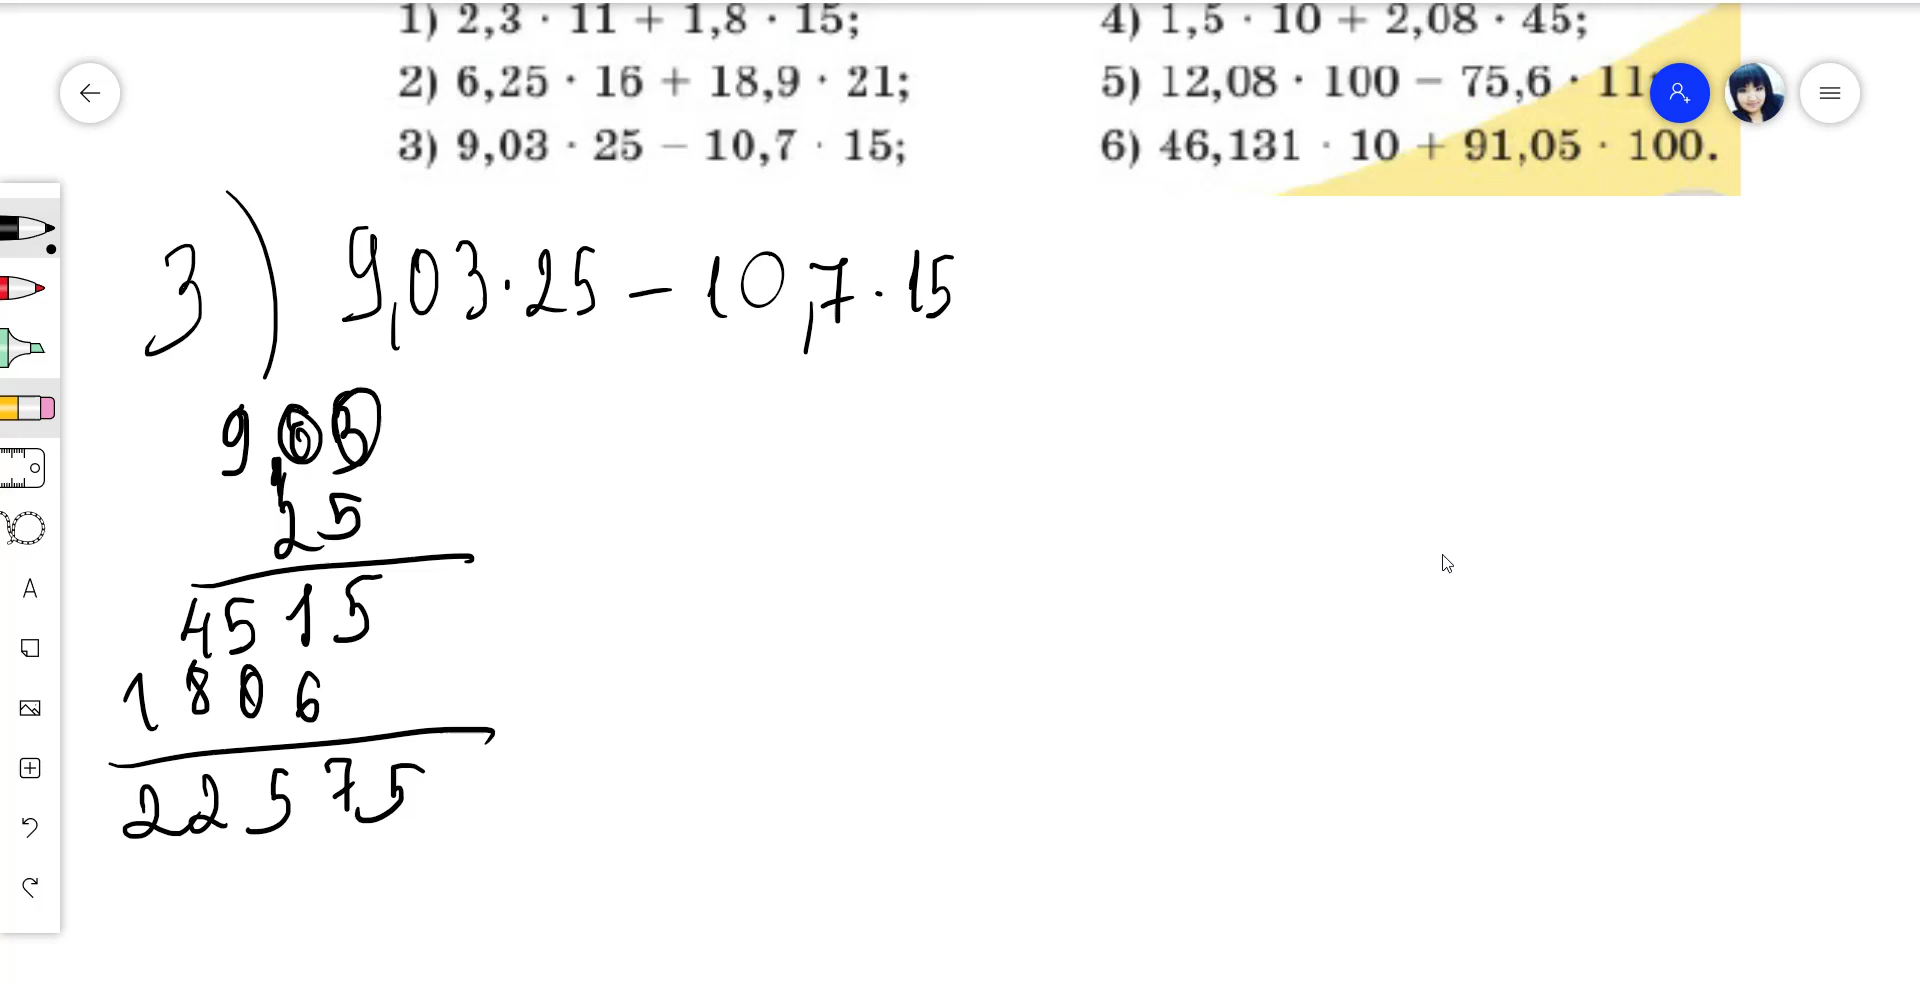 1) 2,3 · 11 + 1,8 · 15;
2) 6,25 · 16 + 18,9 · 21;
3) 9,03 · 25 − 10,7 · 15;
4) 1,5 · 10 + 2,08 · 45;
5) 12,08 · 100 − 75,6 · 11
6) 46,131 · 10 + 91,05 · 100.
3) 9,03 · 25 − 10,7 · 15
9,03
25
4515
1806
22575
A